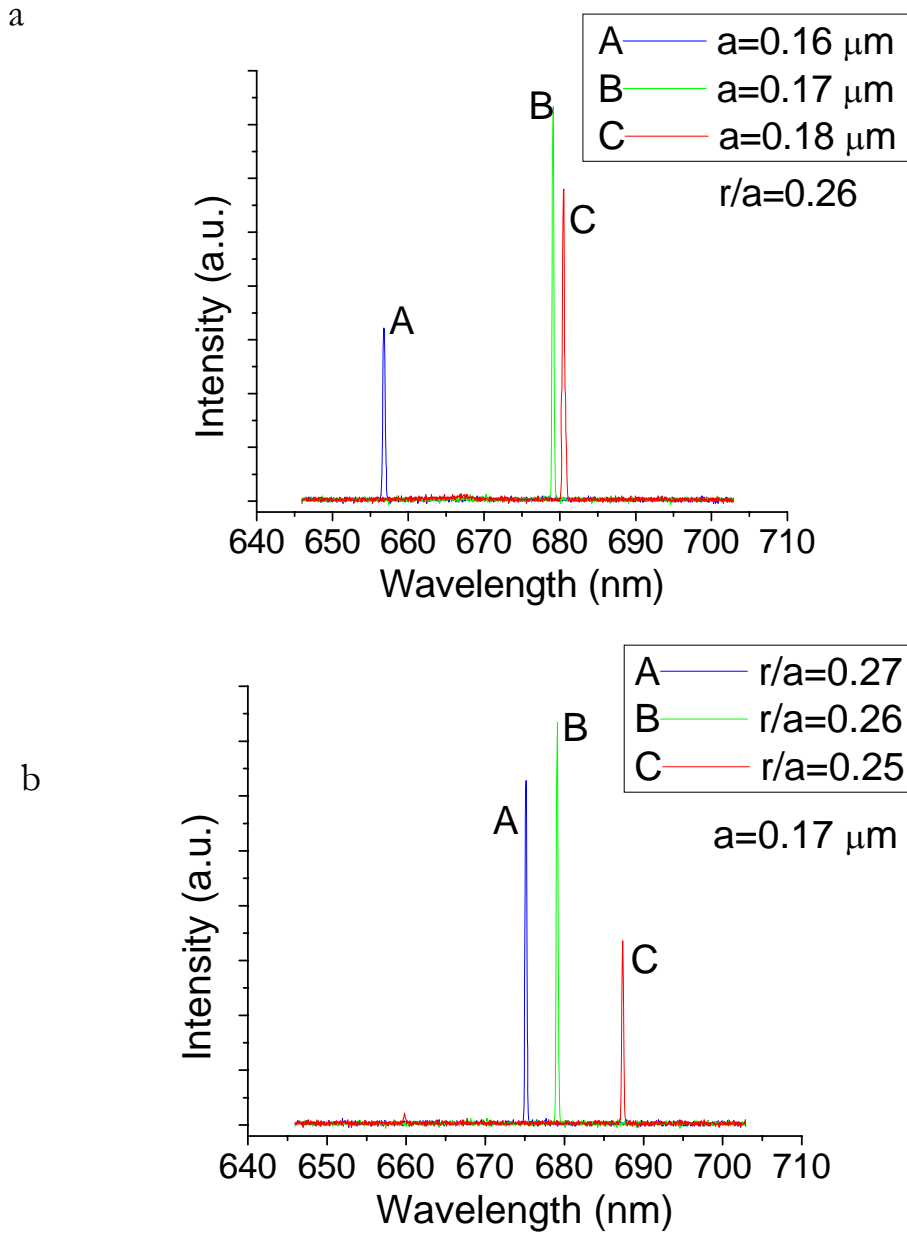 a
A a=0.16 μm
B a=0.17 μm
C a=0.18 μm
r/a=0.26
B
C
A
Intensity (a.u.)
640 650 660 670 680 690 700 710
Wavelength (nm)
b
A r/a=0.27
B r/a=0.26
C r/a=0.25
a=0.17 μm
B
A
C
Intensity (a.u.)
640 650 660 670 680 690 700 710
Wavelength (nm)